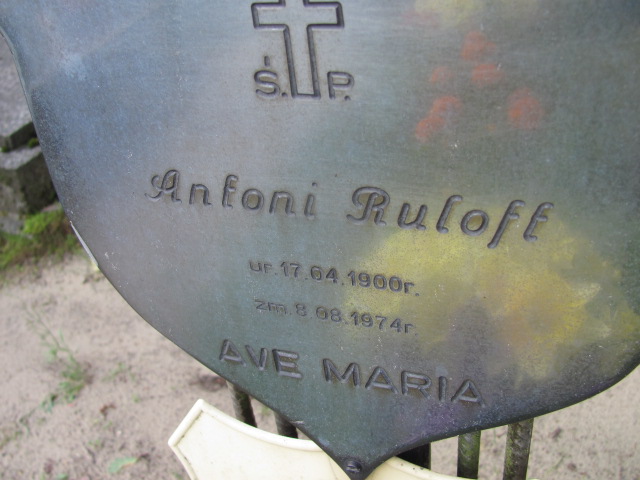 Ś. P.
Antoni Ruloff
ur. 17.04.1900r.
zm. 8 08.1974r.
AVE MARIA